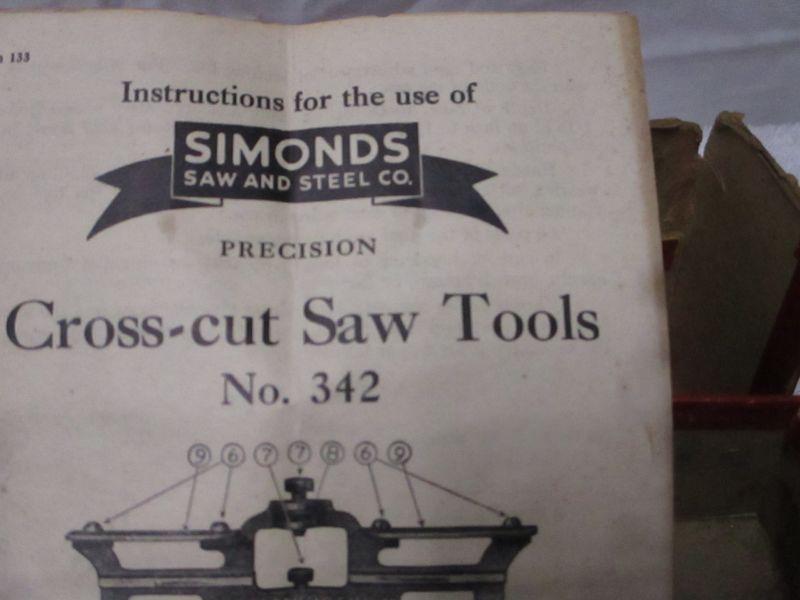 133
Instructions for the use of
SIMONDS
SAW AND STEEL CO.
PRECISION
Cross-cut Saw Tools
No. 342
9 6 7 7 8 6 9